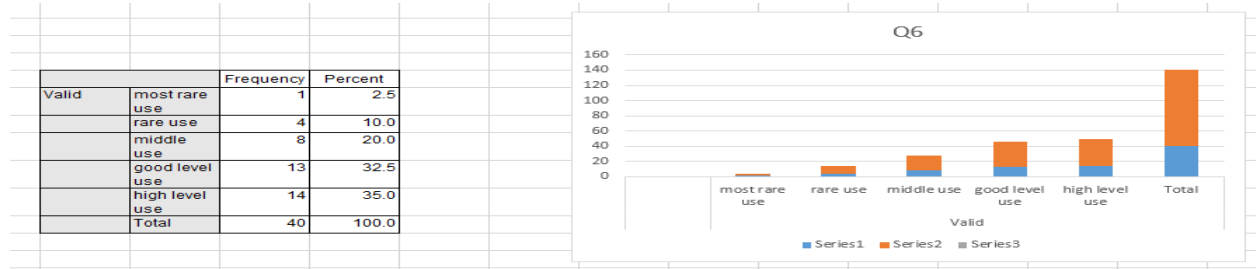 Frequency Percent
Valid most rare use 1 2.5
rare use 4 10.0
middle use 8 20.0
good level use 13 32.5
high level use 14 35.0
Total 40 100.0
Q6
160
140
120
100
80
60
40
20
0
most rare use rare use middle use good level use high level use Total
Valid
Series1 Series2 Series3